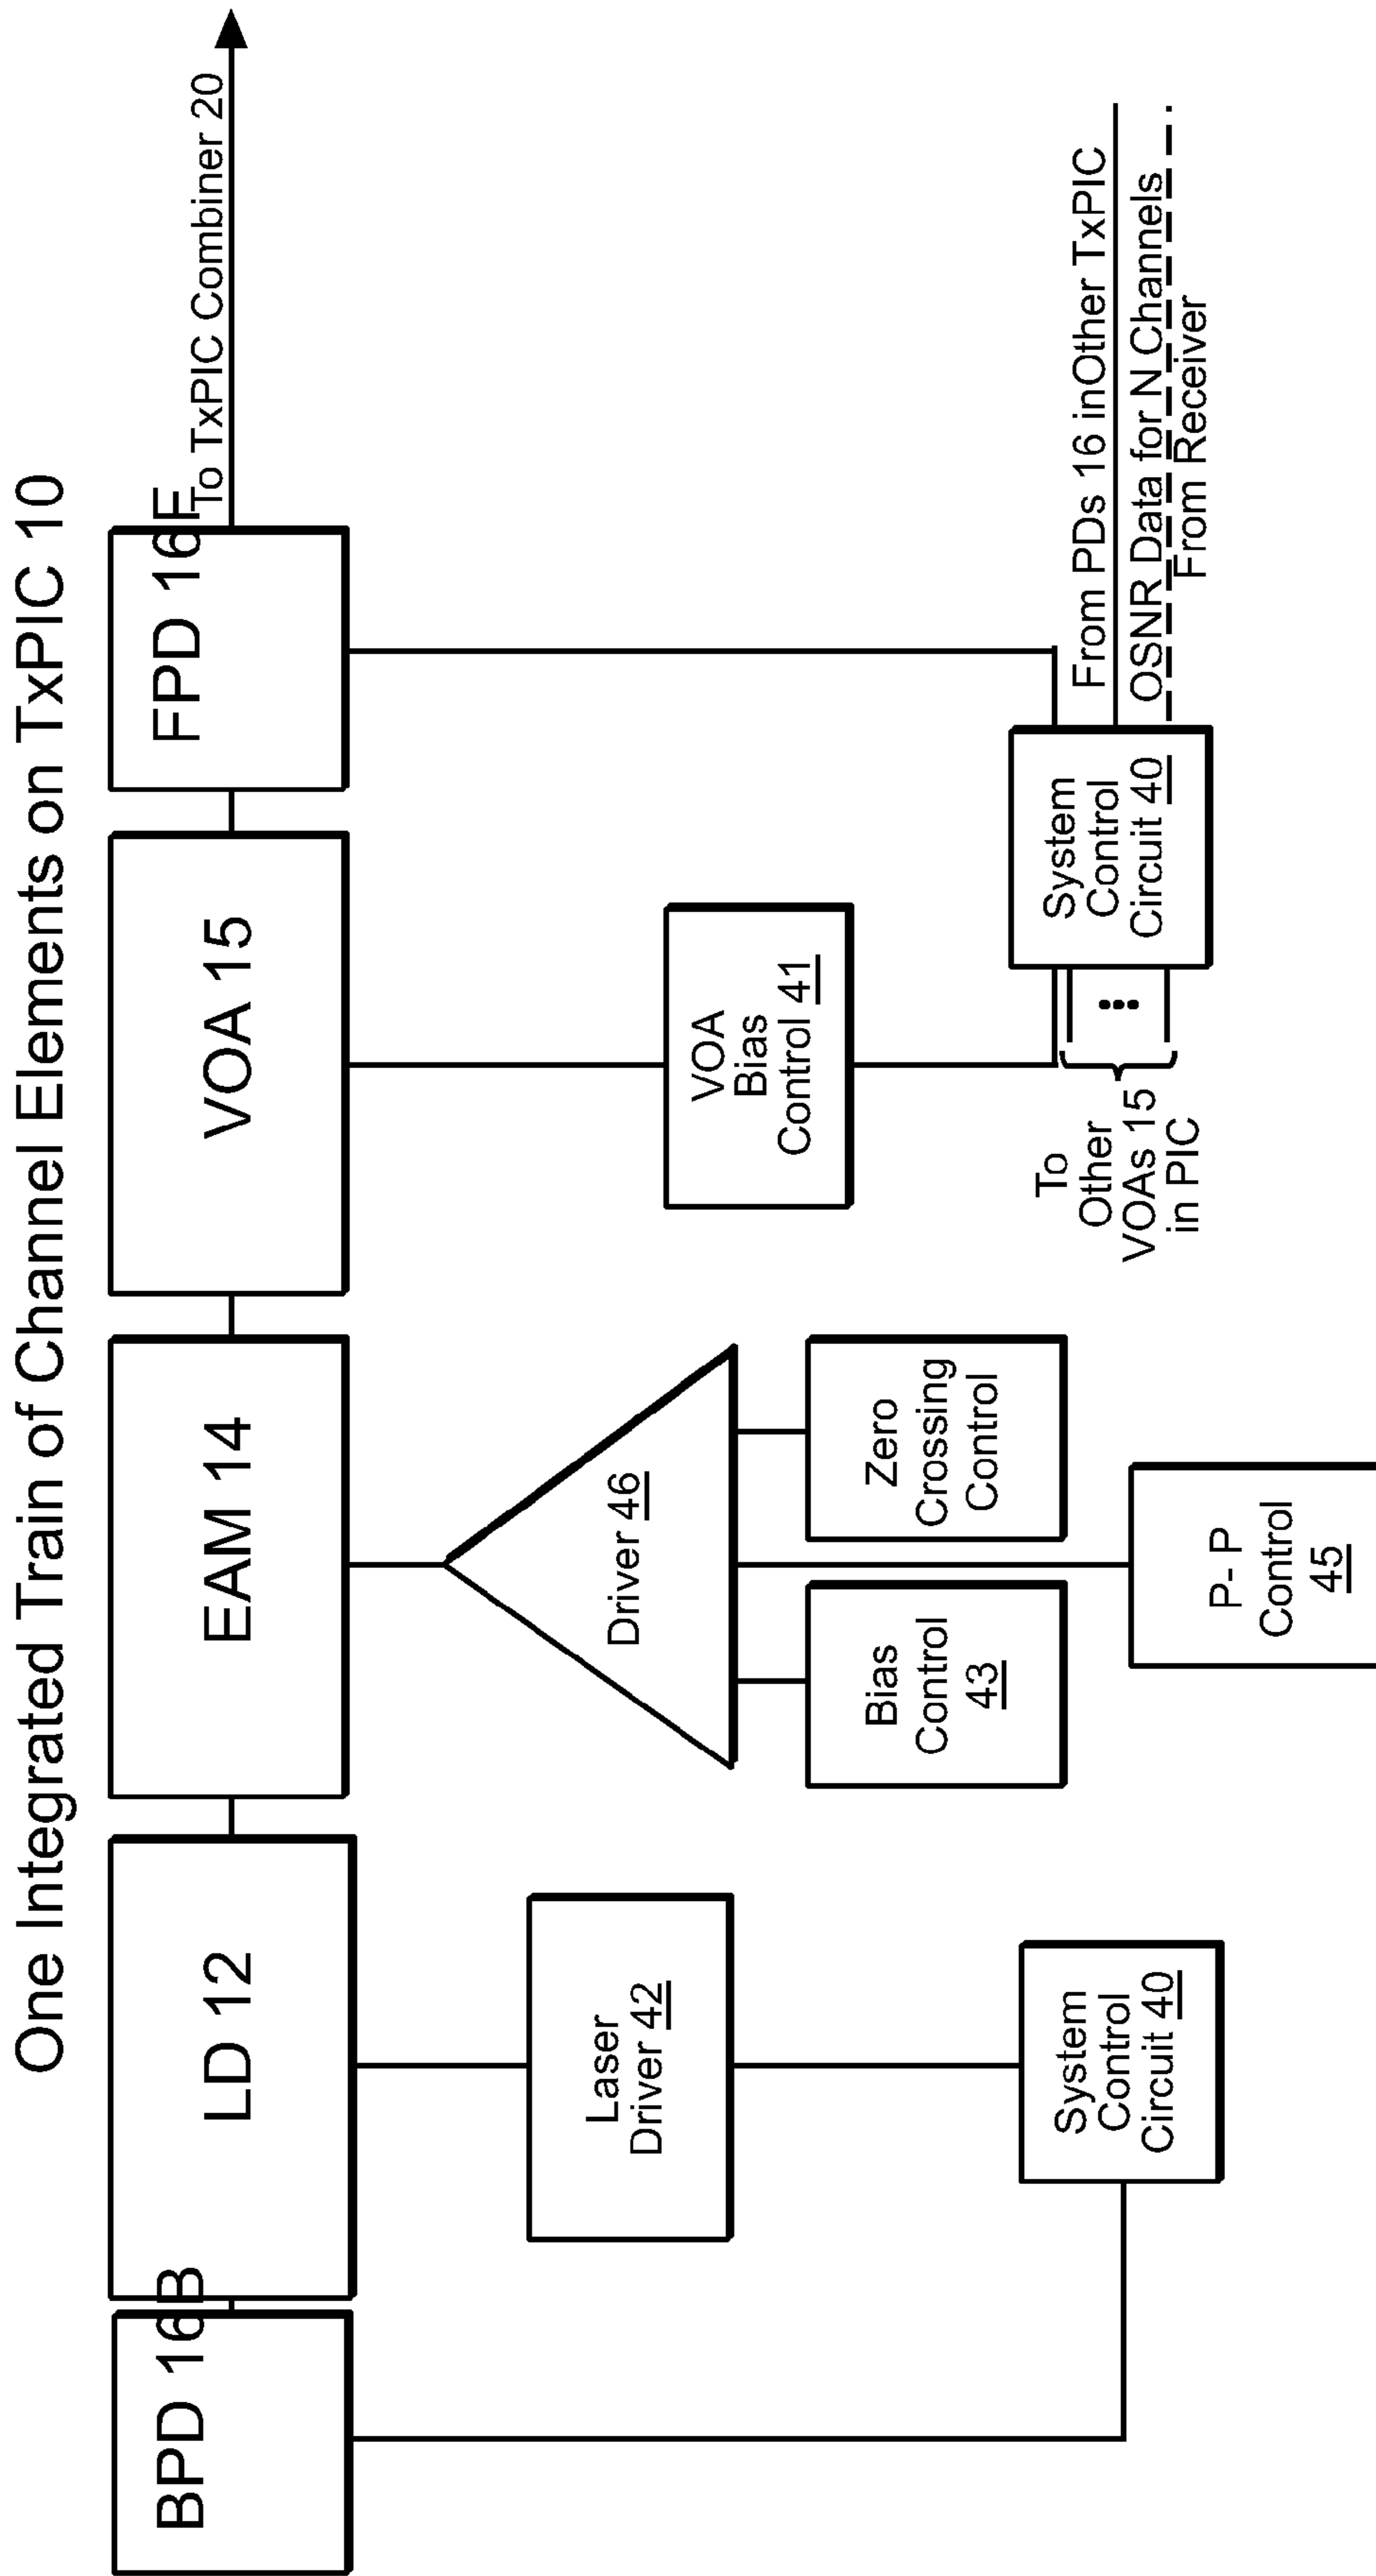 One Integrated Train of Channel Elements on TxPIC 10
BPD 16B
LD 12
EAM 14
VOA 15
FPD 16F
To TxPIC Combiner 20
Laser
Driver 42
System
Control
Circuit 40
Driver 46
Bias
Control
43
Zero
Crossing
Control
P-P
Control
45
VOA
Bias
Control 41
To
Other
VOAs 15
in PIC
System
Control
Circuit 40
From PDs 16 inOther TxPIC
OSNR Data for N Channels
From Receiver